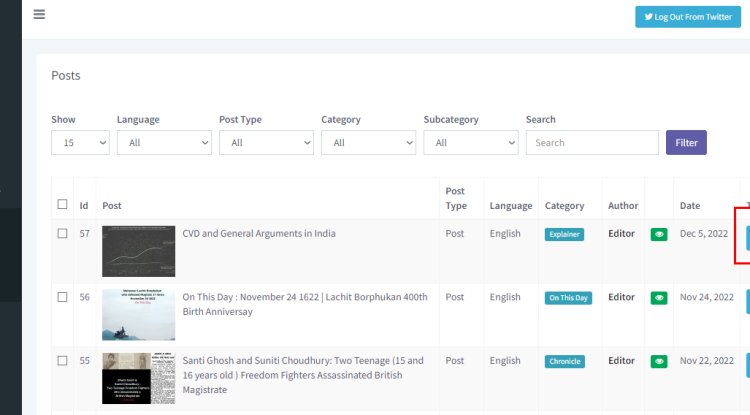 Log Out From Twitter
Posts
Show Language Post Type Category Subcategory Search
15 All All All All Search Filter
Id Post Post Type Language Category Author Date
57 CVD and General Arguments in India Post English Explainer Editor Dec 5, 2022
56 On This Day : November 24 1622 | Lachit Borphukan 400th
Birth Anniversay Post English On This Day Editor Nov 24, 2022
55 Santi Ghosh and Suniti Choudhury: Two Teenage (15 and
16 years old ) Freedom Fighters Assassinated British
Magistrate Post English Chronicle Editor Nov 22, 2022